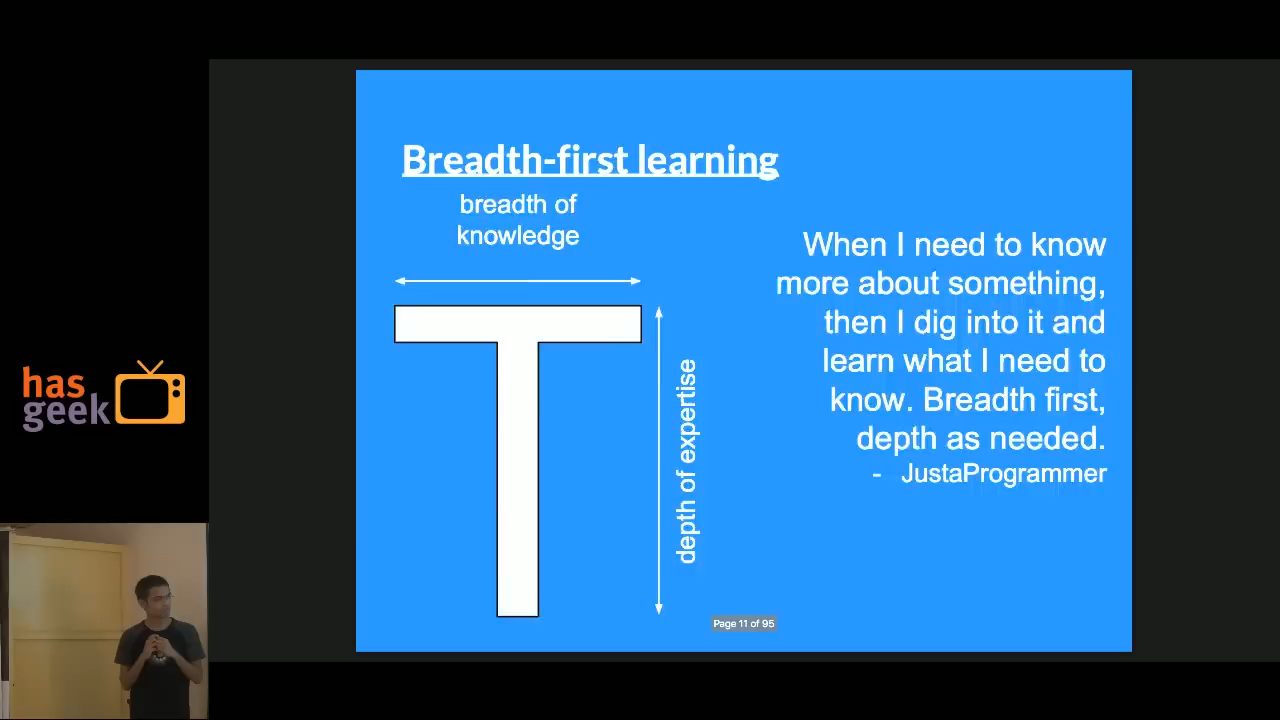 has
geek
Breadth-first learning
breadth of
knowledge
depth of expertise
When I need to know
more about something,
then I dig into it and
learn what I need to
know. Breadth first,
depth as needed.
- JustaProgrammer
Page 11 of 95